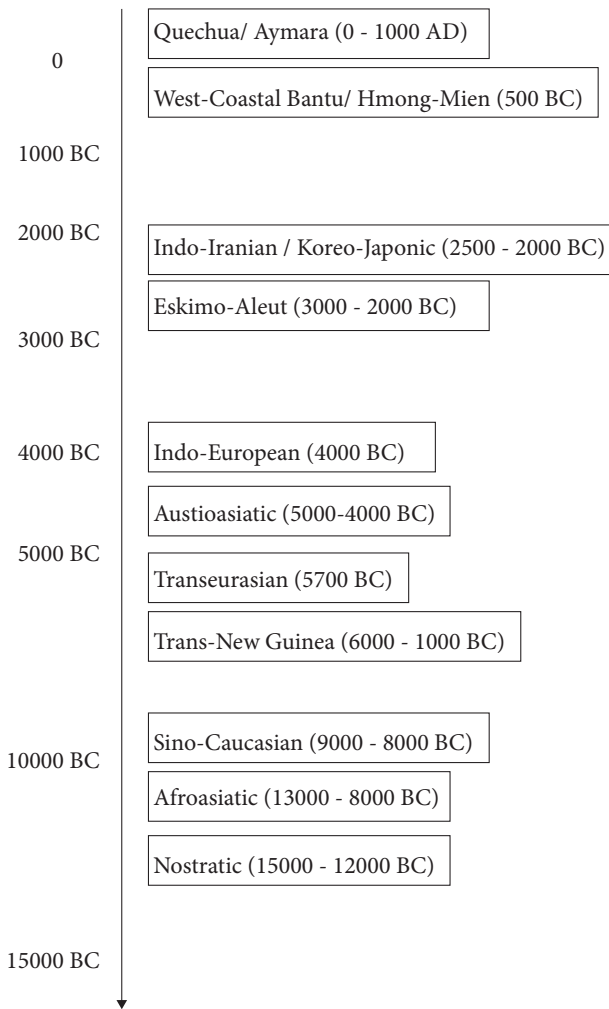 Quechua/ Aymara (0 - 1000 AD)
0
West-Coastal Bantu/ Hmong-Mien (500 BC)
1000 BC
2000 BC
Indo-Iranian / Koreo-Japonic (2500 - 2000 BC)
Eskimo-Aleut (3000 - 2000 BC)
3000 BC
4000 BC
Indo-European (4000 BC)
Austioasiatic (5000-4000 BC)
5000 BC
Transeurasian (5700 BC)
Trans-New Guinea (6000 - 1000 BC)
Sino-Caucasian (9000 - 8000 BC)
10000 BC
Afroasiatic (13000 - 8000 BC)
Nostratic (15000 - 12000 BC)
15000 BC